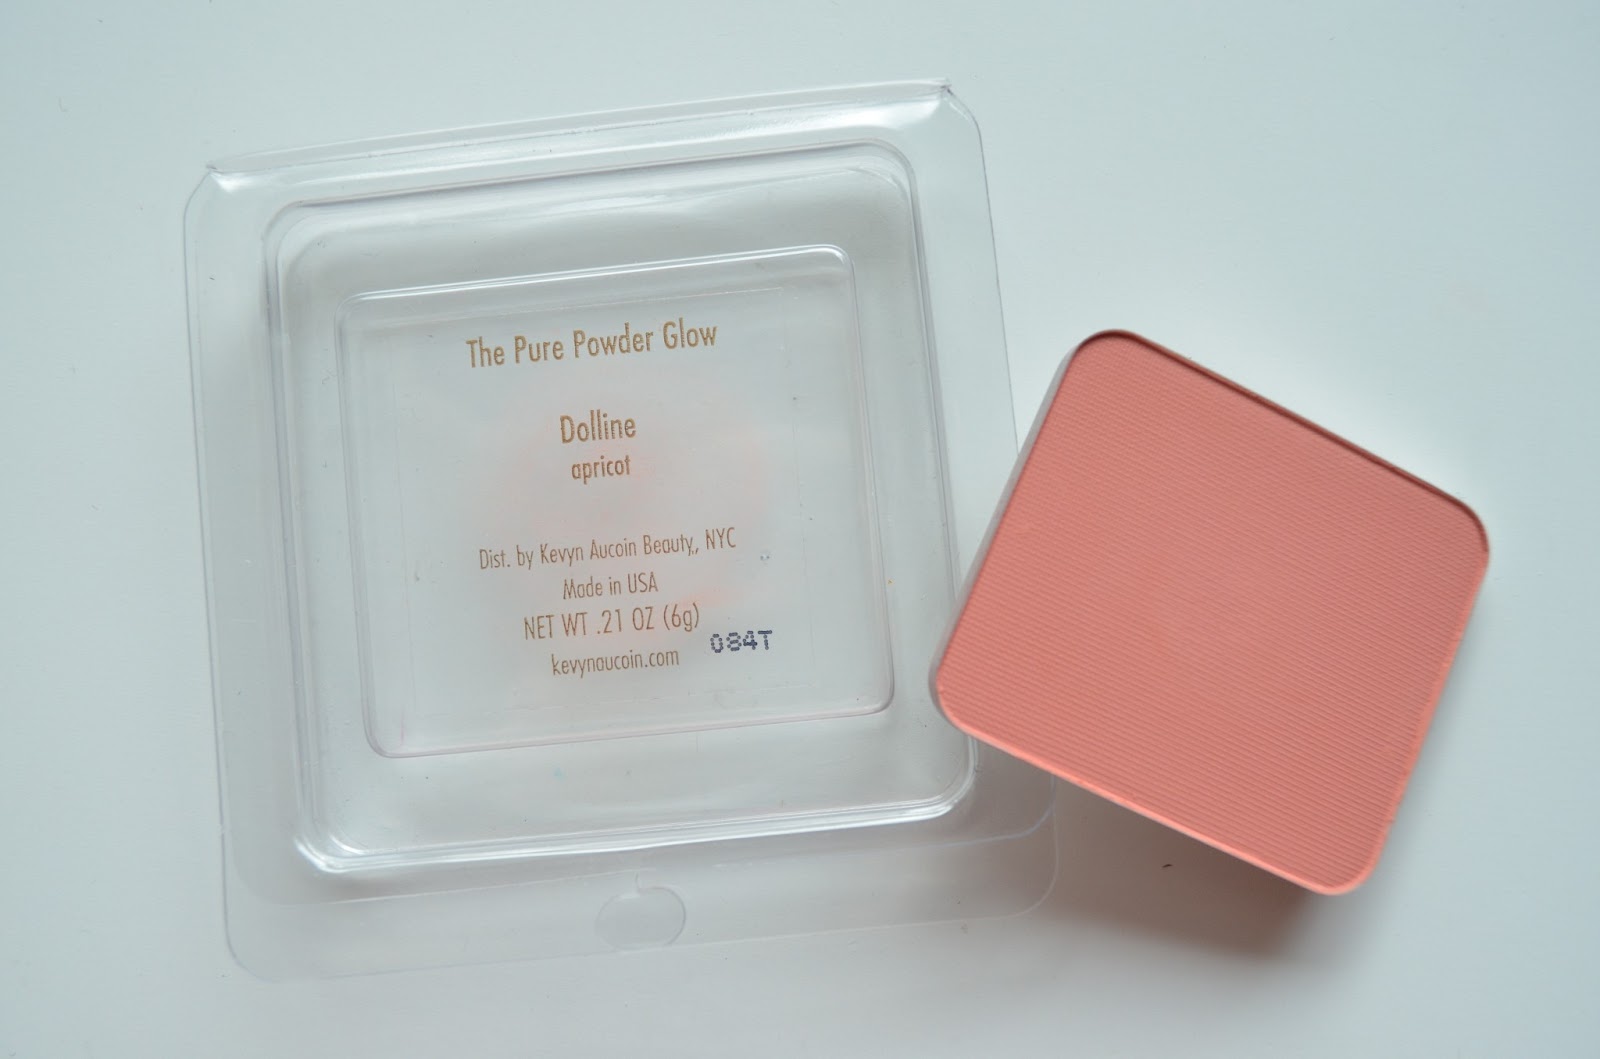 The Pure Powder Glow
Dolline
apricot
Dist. by Kevyn Aucoin Beauty,, NYC
Made in USA
NET WT .21 OZ (6g)
084T
kevynaucoin.com